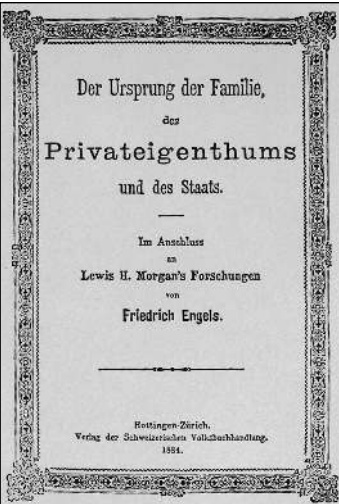 Der Ursprung der Familie,
des
Privateigenthums
und des Staats.
Im Anschluss
an
Lewis H. Morgan's Forschungen
von
Friedrich Engels.
Hottingen-Zürich.
Verlag der Schweizerischen Volksbuchhandlung.
1884.